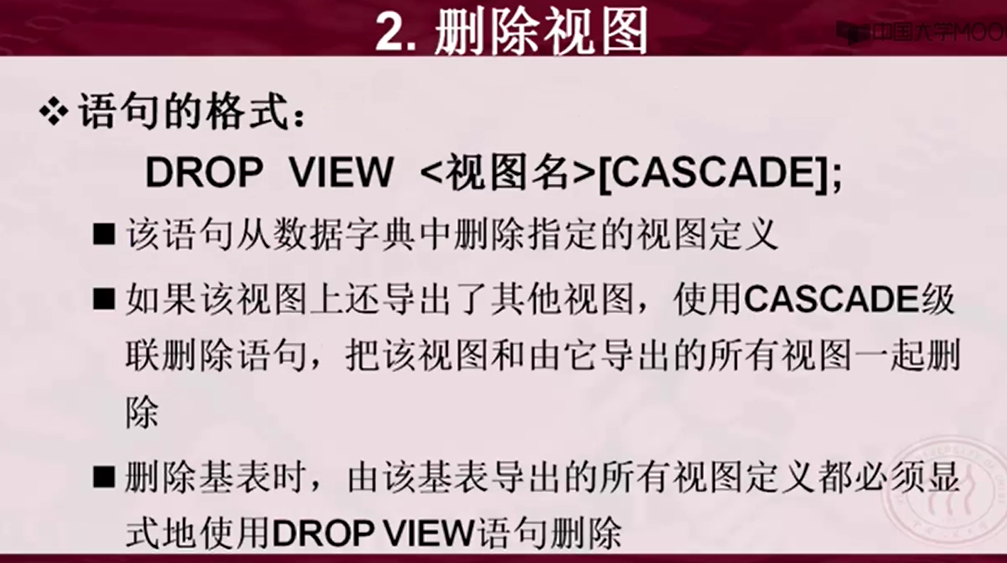 2. 删除视图
中国大学MOO
❖ 语句的格式：
DROP VIEW <视图名>[CASCADE];
■ 该语句从数据字典中删除指定的视图定义
■ 如果该视图上还导出了其他视图，使用CASCADE级
联删除语句，把该视图和由它导出的所有视图一起删
除
■ 删除基表时，由该基表导出的所有视图定义都必须显
式地使用DROP VIEW语句删除